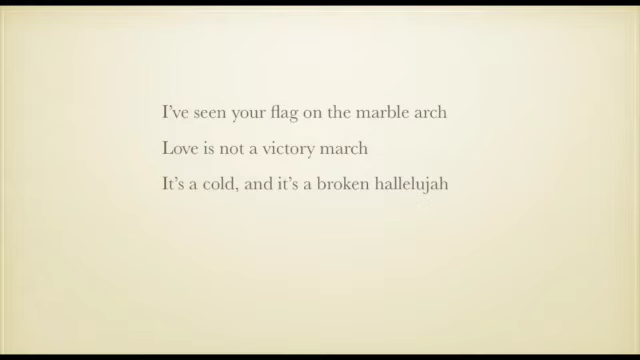 I've seen your flag on the marble arch
Love is not a victory march
It's a cold, and it's a broken hallelujah